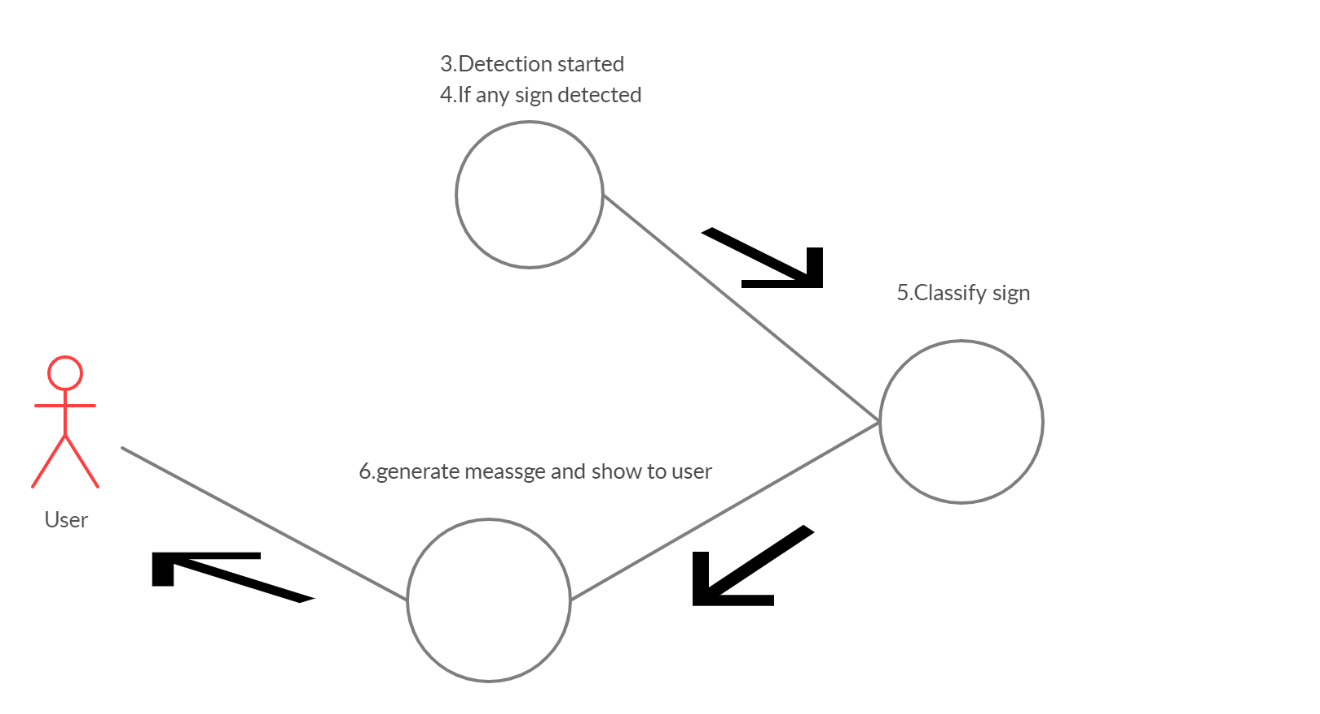 3.Detection started
4.If any sign detected
5.Classify sign
6.generate meassge and show to user
User